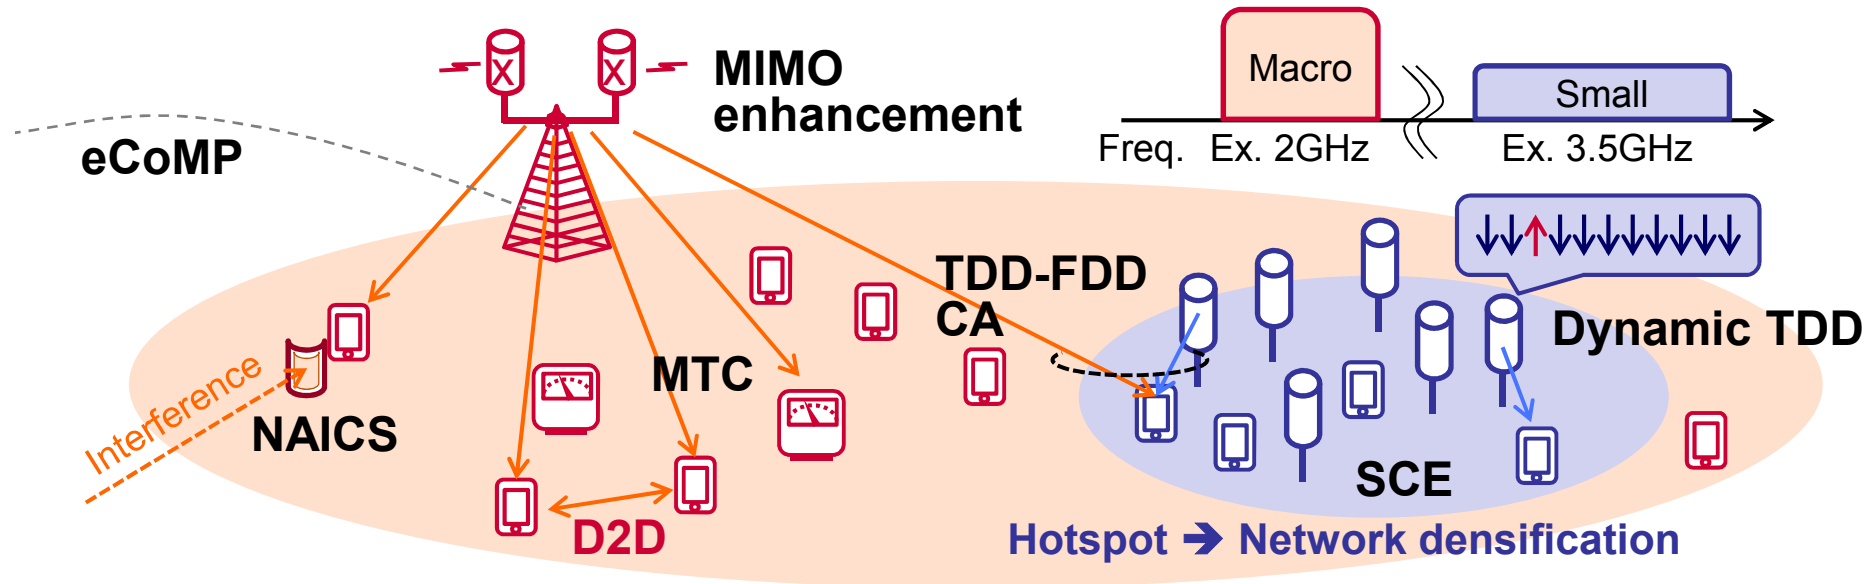 MIMO
enhancement
eCoMP
X
X
Macro
Small
Freq.
Ex. 2GHz
Ex. 3.5GHz
TDD-FDD
CA
Dynamic TDD
MTC
Interference
NAICS
SCE
D2D
Hotspot ➔ Network densification